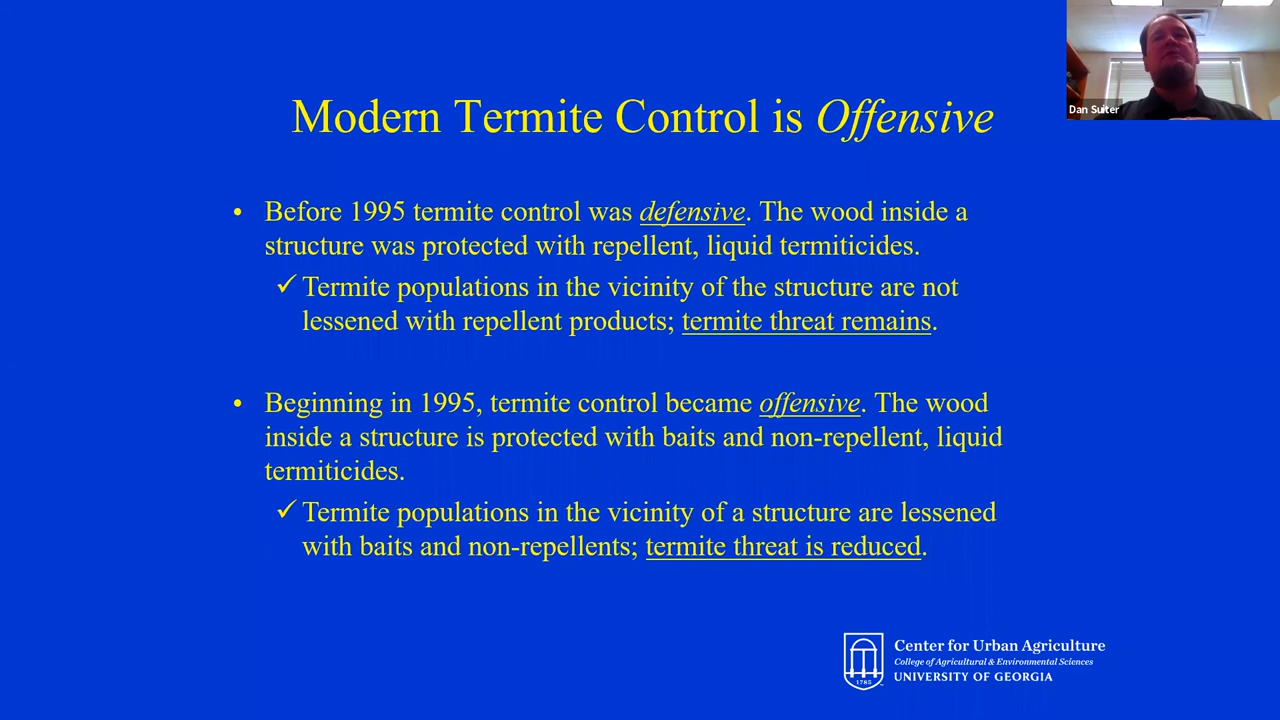 Dan Suiter
Modern Termite Control is Offensive
• Before 1995 termite control was defensive. The wood inside a
structure was protected with repellent, liquid termiticides.
✓ Termite populations in the vicinity of the structure are not
lessened with repellent products; termite threat remains.
• Beginning in 1995, termite control became offensive. The wood
inside a structure is protected with baits and non-repellent, liquid
termiticides.
✓ Termite populations in the vicinity of a structure are lessened
with baits and non-repellents; termite threat is reduced.
1785
Center for Urban Agriculture
College of Agricultural & Environmental Sciences
UNIVERSITY OF GEORGIA